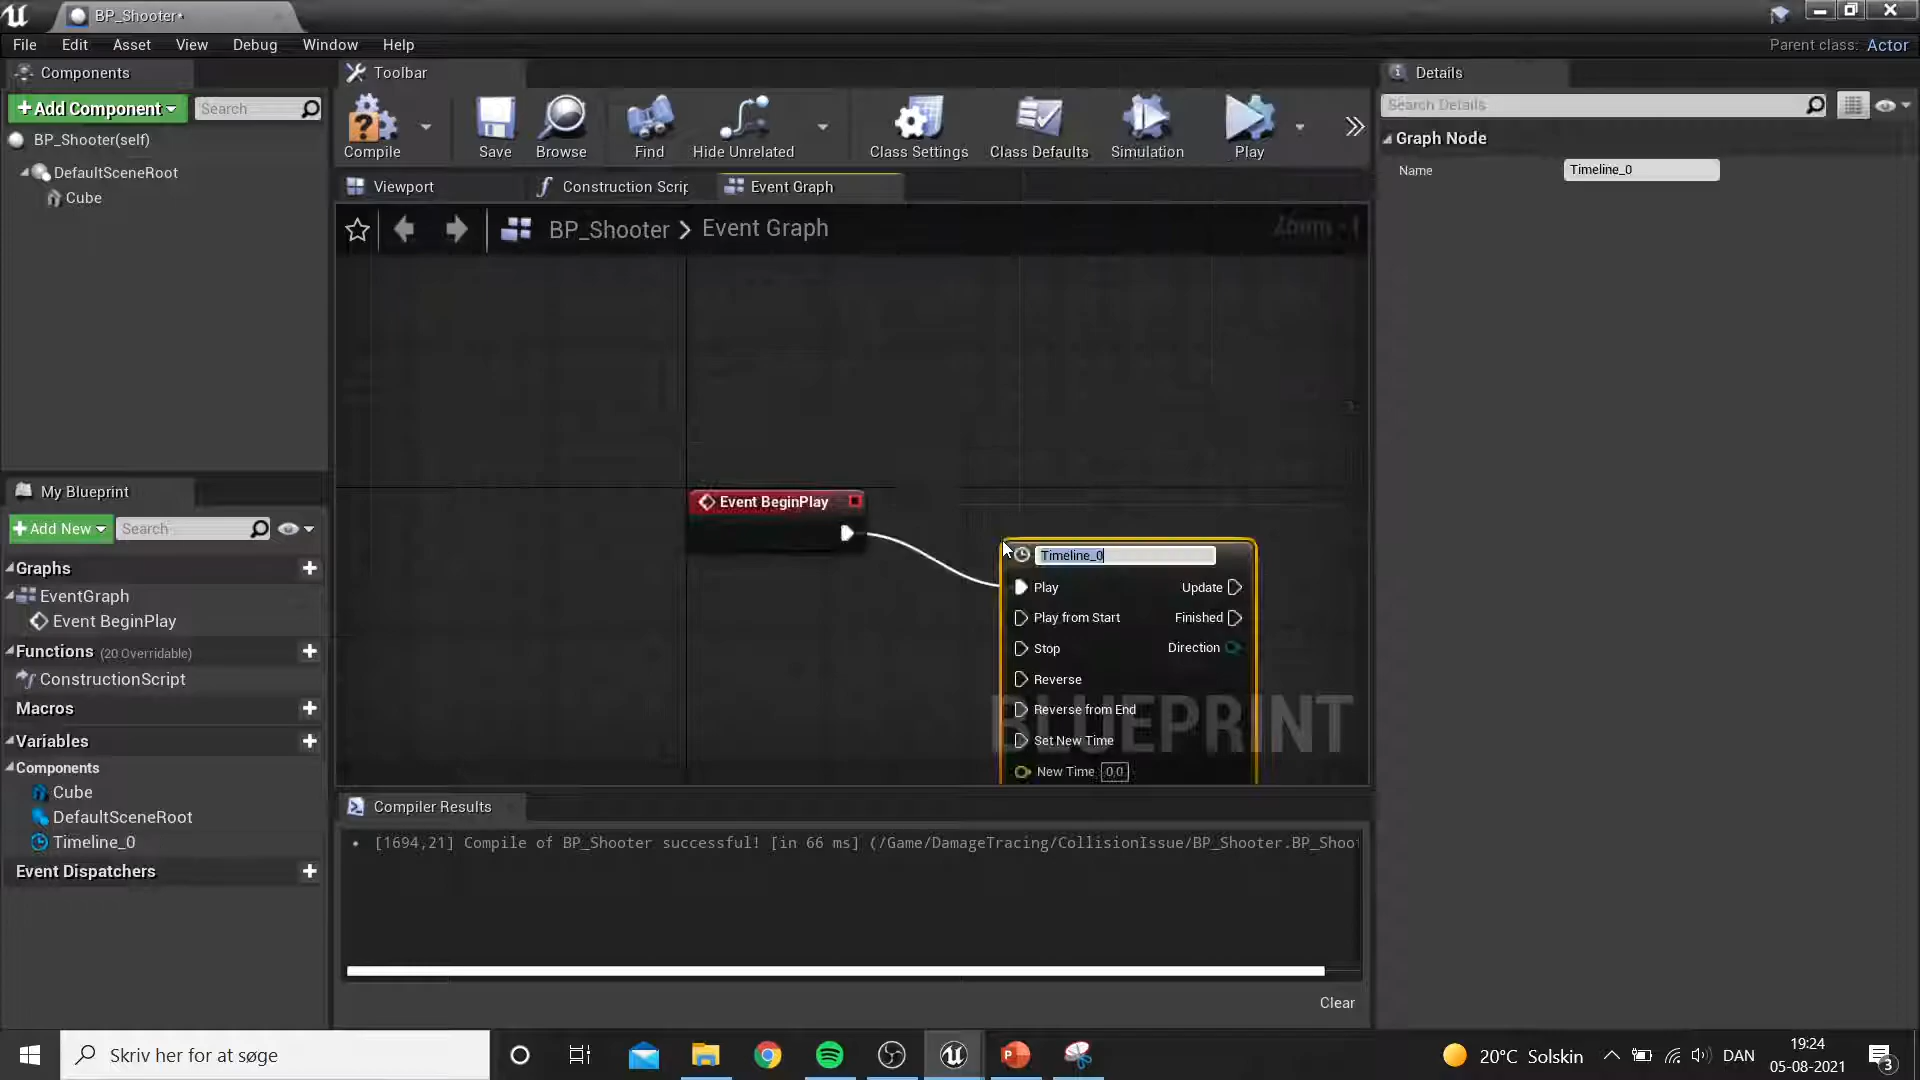 BP_Shooter*
File Edit Asset View Debug Window Help
Parent class: Actor
Components
Add Component
Search
BP_Shooter(self)
DefaultSceneRoot
Cube
Toolbar
Compile Save Browse Find Hide Unrelated Class Settings Class Defaults Simulation Play
Viewport
Construction Scrip
Event Graph
BP_Shooter > Event Graph
Event BeginPlay
Timeline_0
Play Update
Play from Start Finished
Stop Direction
Reverse
Reverse from End
Set New Time
New Time 0,0
BLUEPRINT
Details
Search Details
Graph Node
Name Timeline_0
My Blueprint
Add New
Search
Graphs
EventGraph
Event BeginPlay
Functions (20 Overridable)
ConstructionScript
Macros
Variables
Components
Cube
DefaultSceneRoot
Timeline_0
Event Dispatchers
Compiler Results
[1694,21] Compile of BP_Shooter successful! [in 66 ms] (/Game/DamageTracing/CollisionIssue/BP_Shooter.BP_Shoo
Clear
Skriv her for at søge
20°C Solskin
DAN
19:24
05-08-2021
3